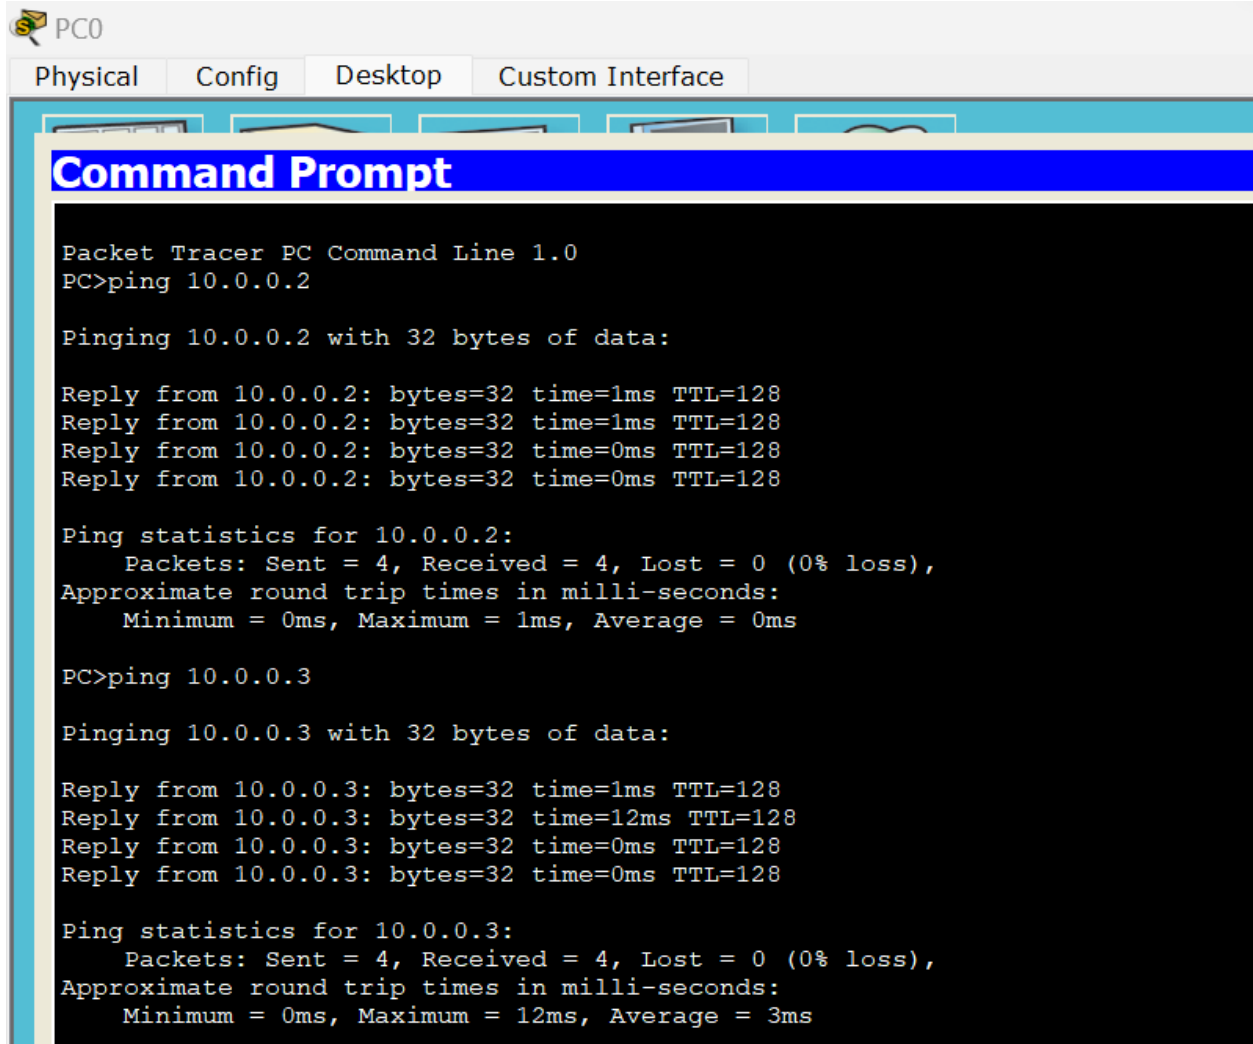 PC0
Physical Config Desktop Custom Interface
Command Prompt
Packet Tracer PC Command Line 1.0
PC>ping 10.0.0.2
Pinging 10.0.0.2 with 32 bytes of data:
Reply from 10.0.0.2: bytes=32 time=1ms TTL=128
Reply from 10.0.0.2: bytes=32 time=1ms TTL=128
Reply from 10.0.0.2: bytes=32 time=0ms TTL=128
Reply from 10.0.0.2: bytes=32 time=0ms TTL=128
Ping statistics for 10.0.0.2:
Packets: Sent = 4, Received = 4, Lost = 0 (0% loss),
Approximate round trip times in milli-seconds:
Minimum = 0ms, Maximum = 1ms, Average = 0ms
PC>ping 10.0.0.3
Pinging 10.0.0.3 with 32 bytes of data:
Reply from 10.0.0.3: bytes=32 time=1ms TTL=128
Reply from 10.0.0.3: bytes=32 time=12ms TTL=128
Reply from 10.0.0.3: bytes=32 time=0ms TTL=128
Reply from 10.0.0.3: bytes=32 time=0ms TTL=128
Ping statistics for 10.0.0.3:
Packets: Sent = 4, Received = 4, Lost = 0 (0% loss),
Approximate round trip times in milli-seconds:
Minimum = 0ms, Maximum = 12ms, Average = 3ms